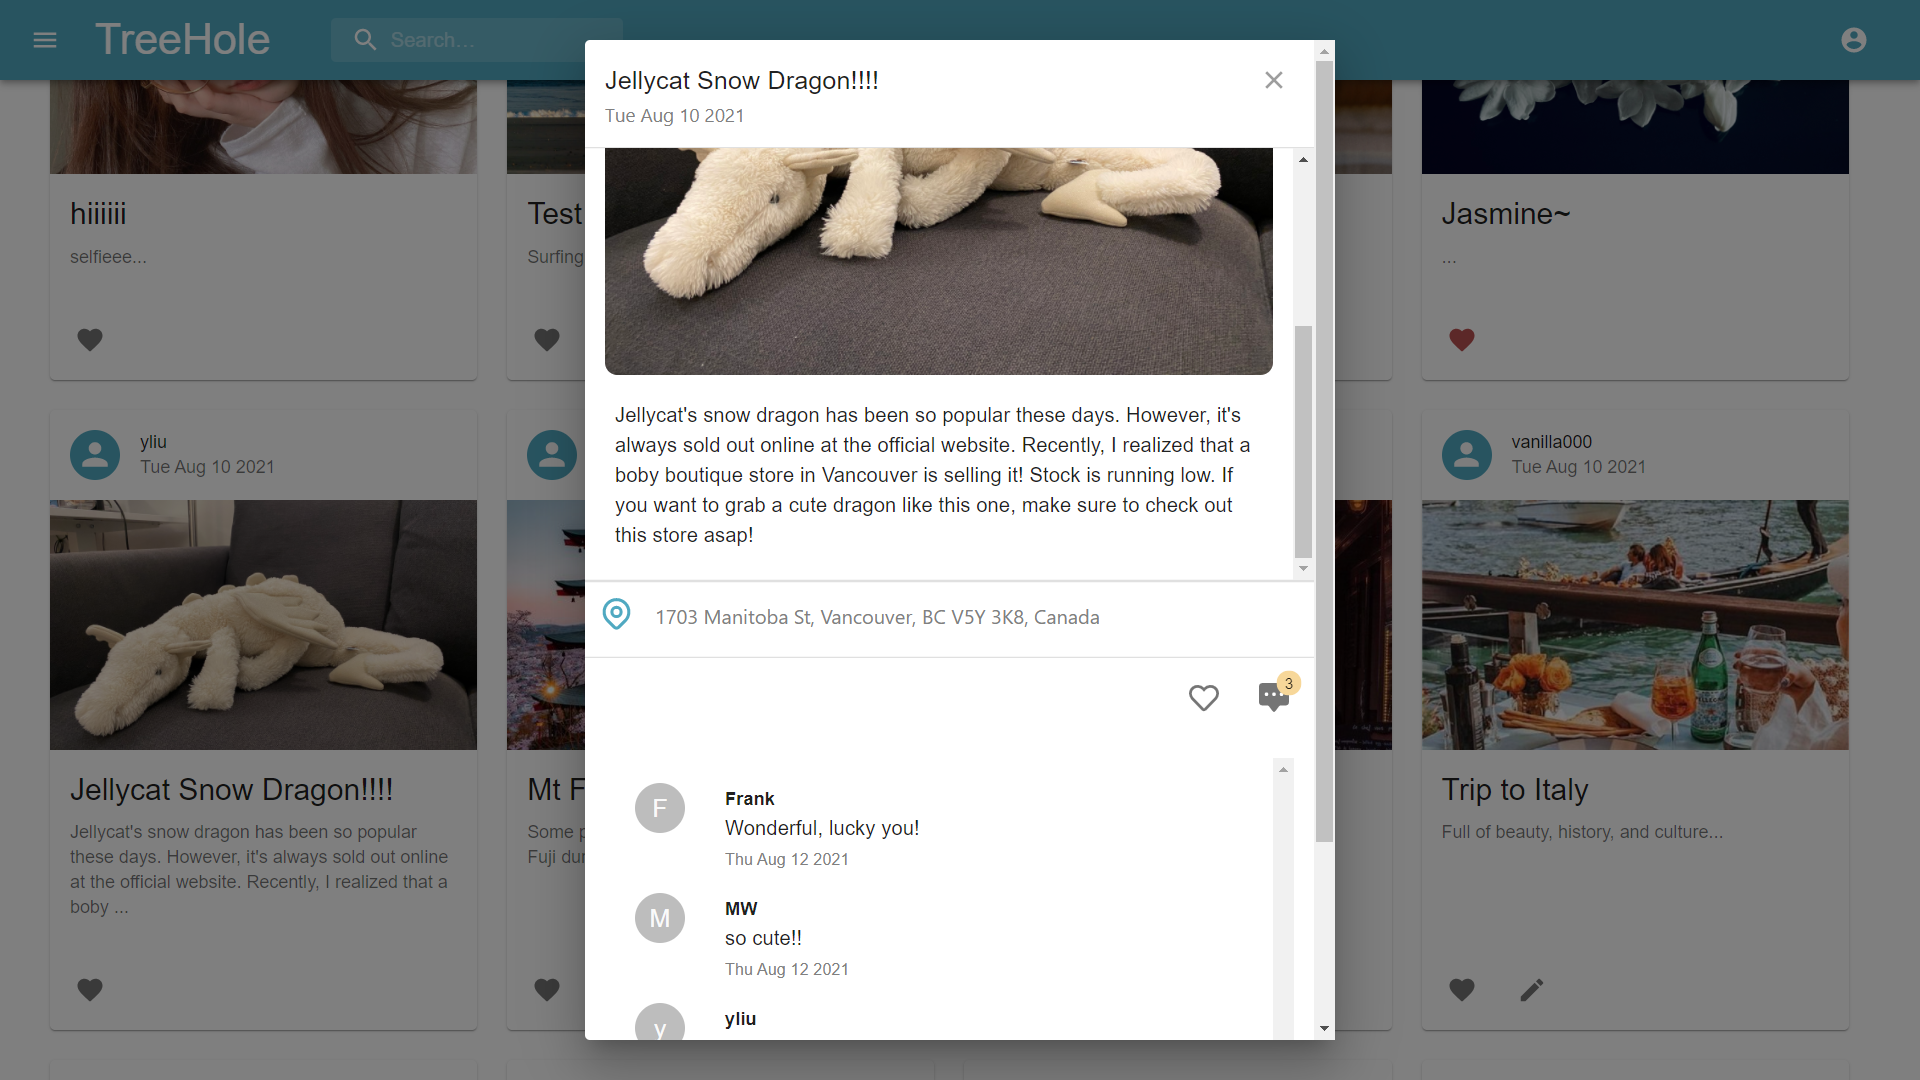 TreeHole
Search...
Jellycat Snow Dragon!!!!
Tue Aug 10 2021
Jellycat's snow dragon has been so popular these days. However, it's
always sold out online at the official website. Recently, I realized that a
boby boutique store in Vancouver is selling it! Stock is running low. If
you want to grab a cute dragon like this one, make sure to check out
this store asap!
1703 Manitoba St, Vancouver, BC V5Y 3K8, Canada
3
F
Frank
Wonderful, lucky you!
Thu Aug 12 2021
M
MW
so cute!!
Thu Aug 12 2021
y
yliu
hiiiiii
selfieee...
Test
Surfing
Jasmine~
...
yliu
Tue Aug 10 2021
Jellycat Snow Dragon!!!!
Jellycat's snow dragon has been so popular
these days. However, it's always sold out online
at the official website. Recently, I realized that a
boby ...
Mt F
Some
Fuji
vanilla000
Tue Aug 10 2021
Trip to Italy
Full of beauty, history, and culture...